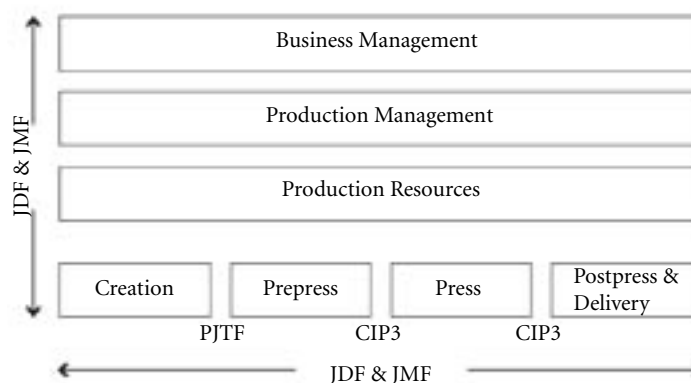 Business Management
Production Management
JDF & JMF
Production Resources
Creation
Prepress
Press
Postpress &
Delivery
PJTF
CIP3
CIP3
JDF & JMF